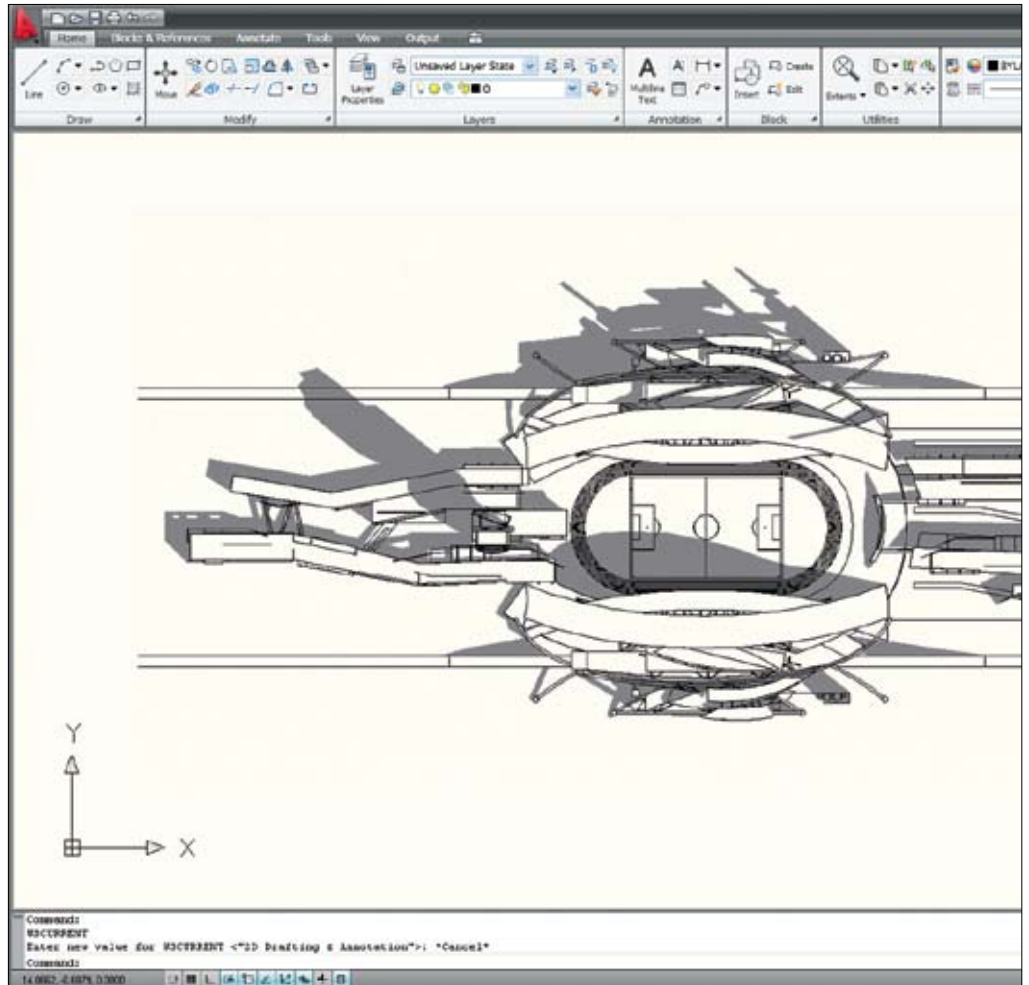 Home Blocks & References Annotate Tools View Output
Unsaved Layer State
Create
Line Move Layer Properties 0 Multiline Text Insert Edit Extents
Draw Modify Layers Annotation Block Utilities
Y
X
Command:
WSCURRENT
Enter new value for WSCURRENT <"2D Drafting & Annotation">: *Cancel*
Command: